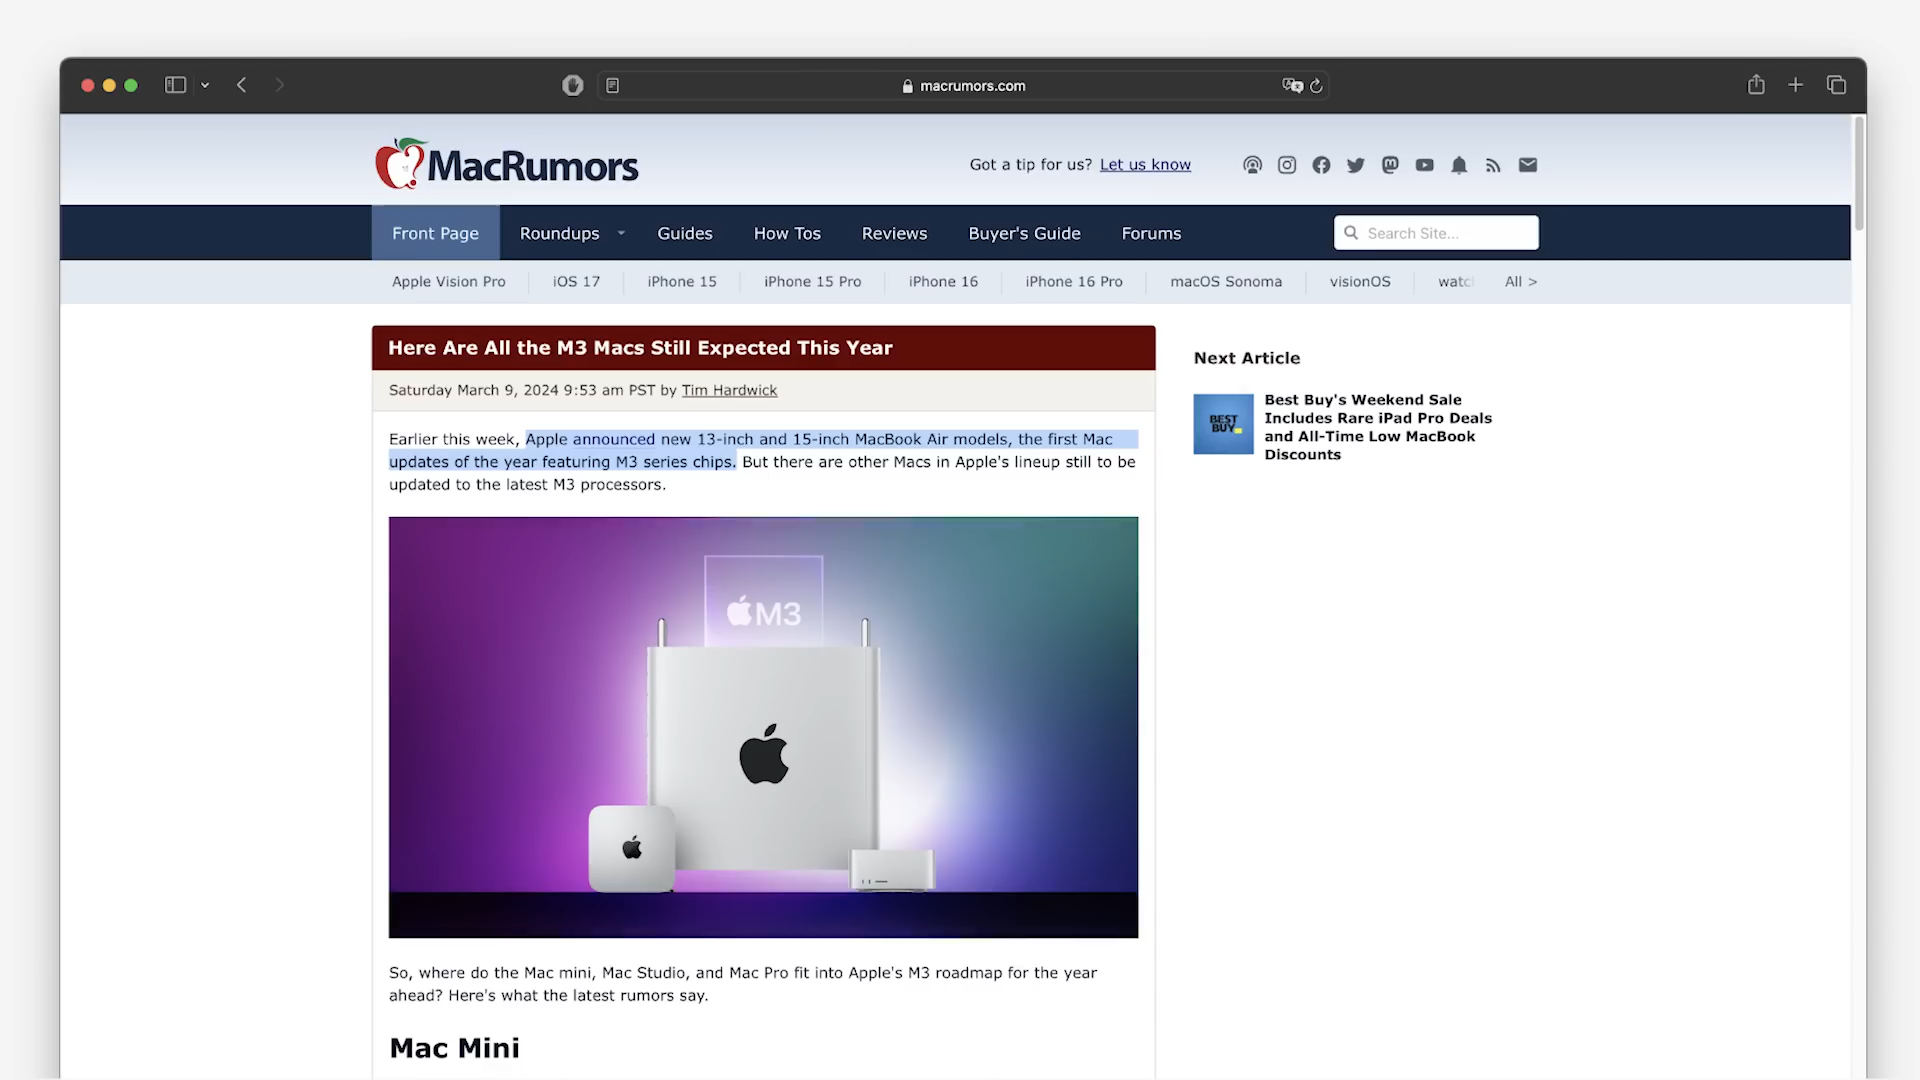 macrumors.com
MacRumors
Got a tip for us? Let us know
Front Page Roundups Guides How Tos Reviews Buyer's Guide Forums Search Site...
Apple Vision Pro iOS 17 iPhone 15 iPhone 15 Pro iPhone 16 iPhone 16 Pro macOS Sonoma visionOS watc All >
Here Are All the M3 Macs Still Expected This Year
Saturday March 9, 2024 9:53 am PST by Tim Hardwick
Earlier this week, Apple announced new 13-inch and 15-inch MacBook Air models, the first Mac
updates of the year featuring M3 series chips. But there are other Macs in Apple's lineup still to be
updated to the latest M3 processors.
M3
So, where do the Mac mini, Mac Studio, and Mac Pro fit into Apple's M3 roadmap for the year
ahead? Here's what the latest rumors say.
Mac Mini
Next Article
BEST
BUY
Best Buy's Weekend Sale
Includes Rare iPad Pro Deals
and All-Time Low MacBook
Discounts